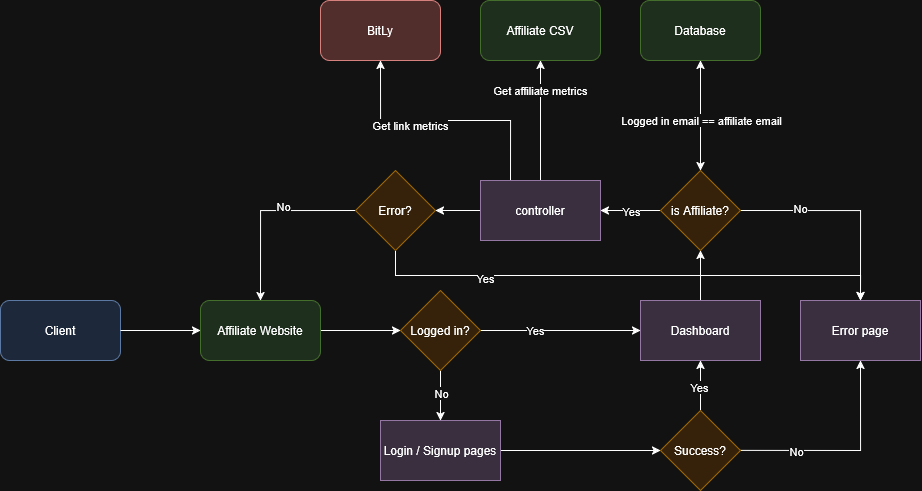 BitLy
Affiliate CSV
Database
Get affiliate metrics
Get link metrics
Logged in email == affiliate email
Error?
controller
is Affiliate?
No
Yes
No
Yes
Client
Affiliate Website
Logged in?
Yes
Dashboard
Error page
No
Yes
Login / Signup pages
Success?
No